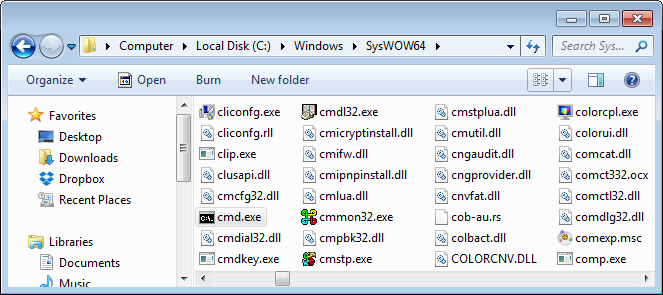 Computer Local Disk (C:) Windows SysWOW64 Search Sys...
Organize Open Burn New folder
Favorites
Desktop
Downloads
Dropbox
Recent Places
Libraries
Documents
Music
cliconfg.exe
cliconfg.rll
clip.exe
clusapi.dll
cmcfg32.dll
cmd.exe
cmdial32.dll
cmdkey.exe
cmdl32.exe
cmicryptinstall.dll
cmifw.dll
cmipnpinstall.dll
cmlua.dll
cmmon32.exe
cmpbk32.dll
cmstp.exe
cmstplua.dll
cmutil.dll
cngaudit.dll
cngprovider.dll
cnvfat.dll
cob-au.rs
colbact.dll
COLORCNV.DLL
colorcpl.exe
colorui.dll
comcat.dll
comct332.ocx
comctl32.dll
comdlg32.dll
comexp.msc
comp.exe